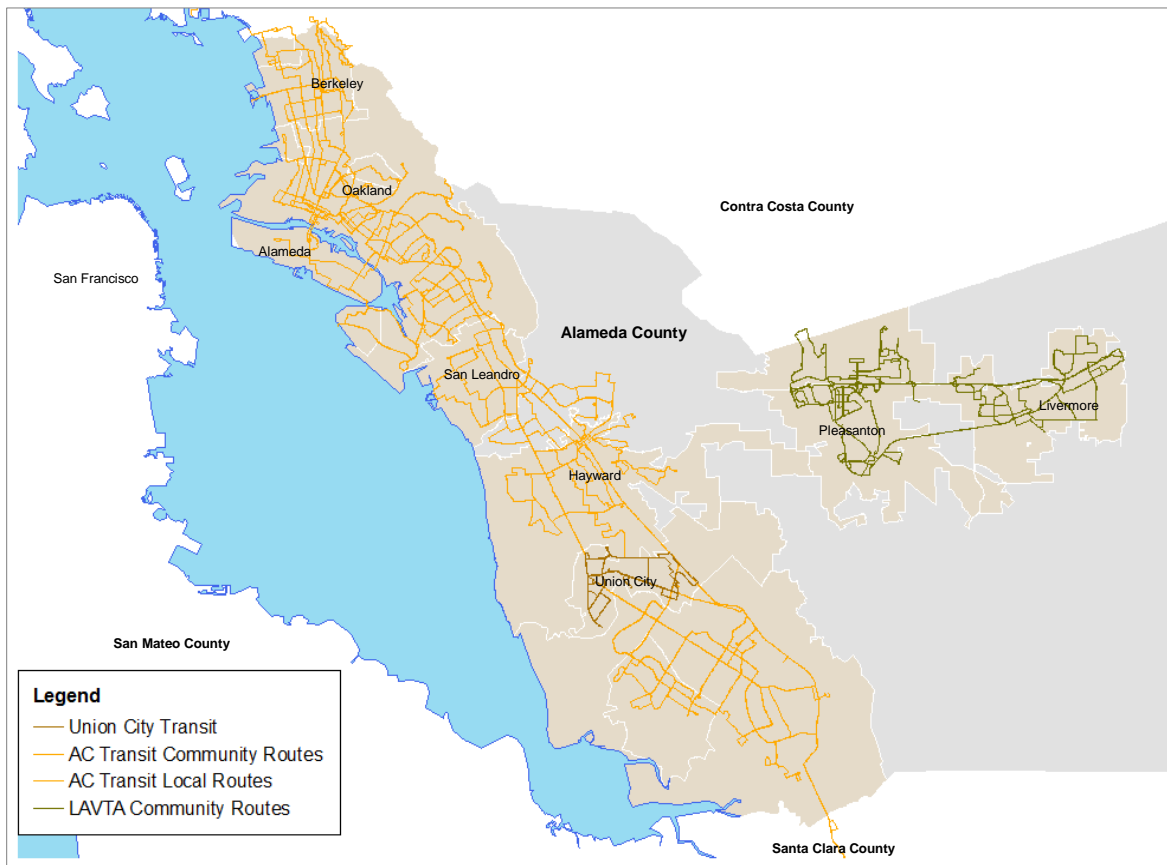 Berkeley
Oakland
Contra Costa County
Alameda
San Francisco
Alameda County
San Leandro
Livermore
Pleasanton
Hayward
Union City
San Mateo County
Legend
Union City Transit
AC Transit Community Routes
AC Transit Local Routes
LAVTA Community Routes
Santa Clara County